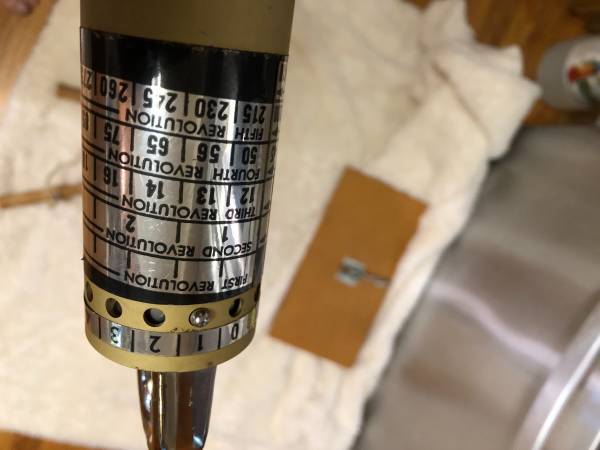 0 1 2 3
FIRST REVOLUTION
SECOND REVOLUTION
1 2
THIRD REVOLUTION
12 13 14 16
FOURTH REVOLUTION
50 56 65 75
FIFTH REVOLUTION
215 230 245 260